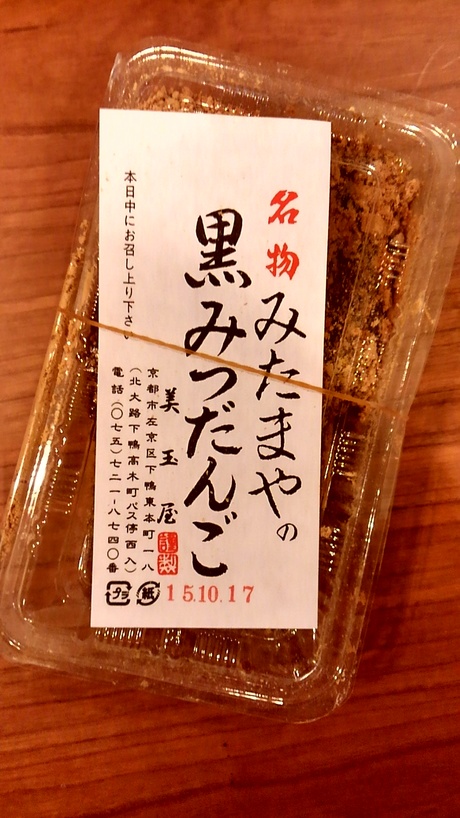 名物
みたまやの
黒みつだんご
本日中にお召し上り下さい
美玉屋
謹製
京都市左京区下鴨東本町一八
(北大路下鴨高木町バス停西入)
電話(〇七五)七二一-八七四〇番
プラ
紙
15.10.17